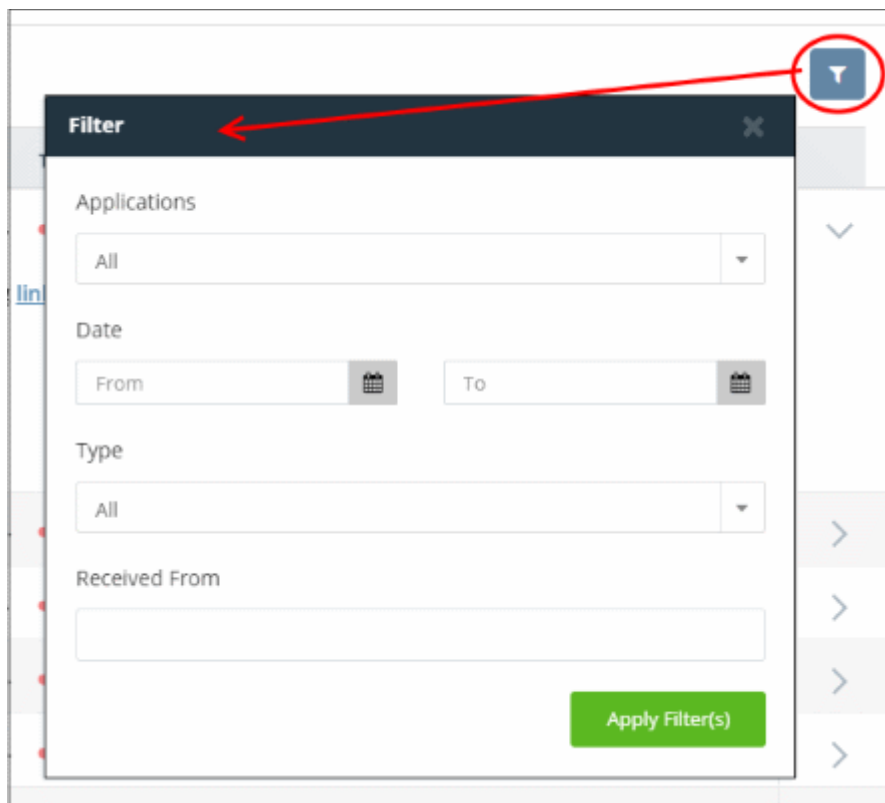 Filter
Applications
All
Date
From To
Type
All
Received From
Apply Filter(s)